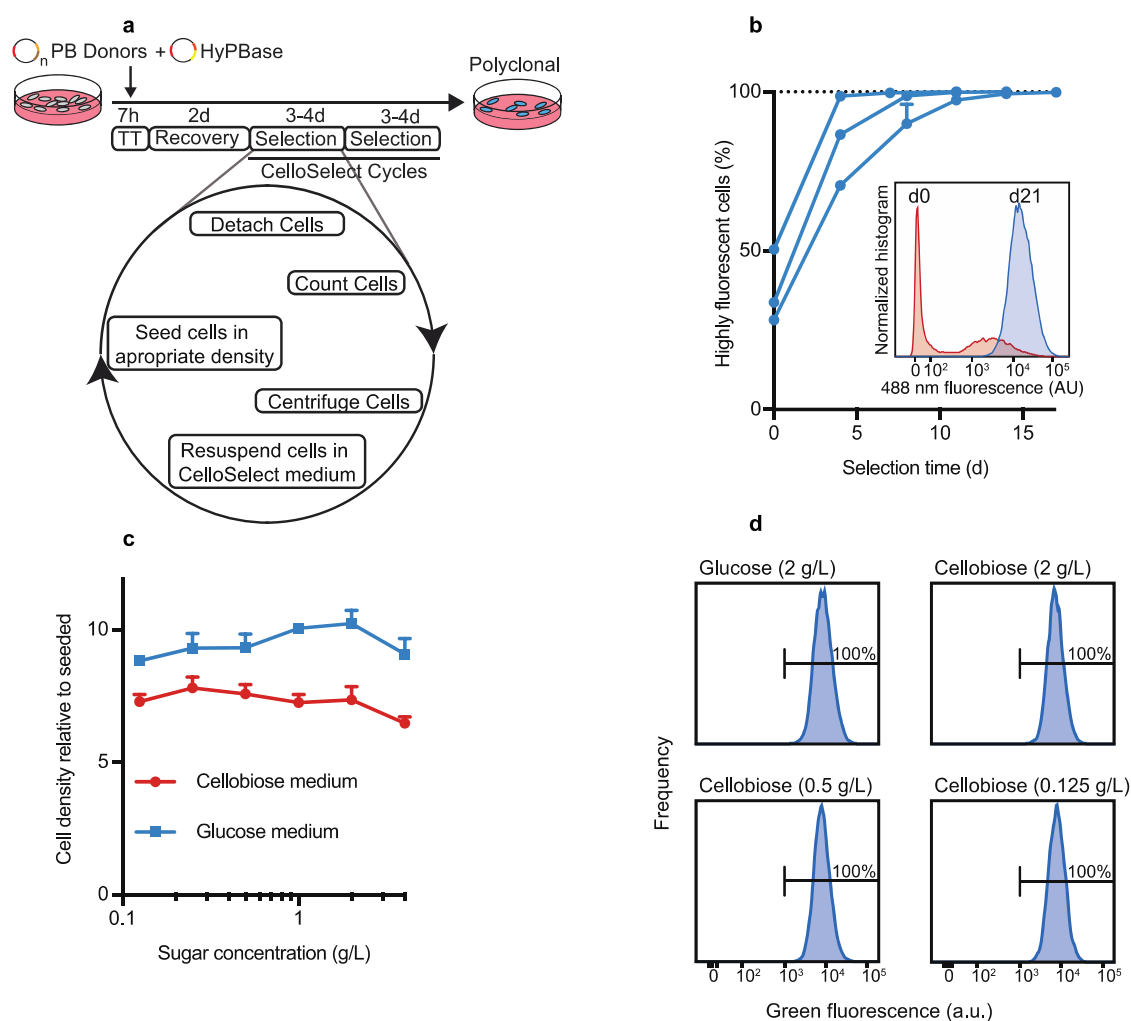 a
n PB Donors + HyPBase
Polyclonal
7h 2d 3-4d 3-4d
TT Recovery Selection Selection
CelloSelect Cycles
Detach Cells
Count Cells
Seed cells in
apropriate density
Centrifuge Cells
Resuspend cells in
CelloSelect medium
b
Highly fluorescent cells (%)
100
50
0
0 5 10 15
Selection time (d)
Normalized histogram
d0 d21
0 10² 10³ 10⁴ 10⁵
488 nm fluorescence (AU)
c
Cell density relative to seeded
10
5
0
0.1 1
Sugar concentration (g/L)
Cellobiose medium
Glucose medium
d
Glucose (2 g/L) Cellobiose (2 g/L)
100% 100%
Cellobiose (0.5 g/L) Cellobiose (0.125 g/L)
100% 100%
Frequency
0 10² 10³ 10⁴ 10⁵ 0 10² 10³ 10⁴ 10⁵
Green fluorescence (a.u.)